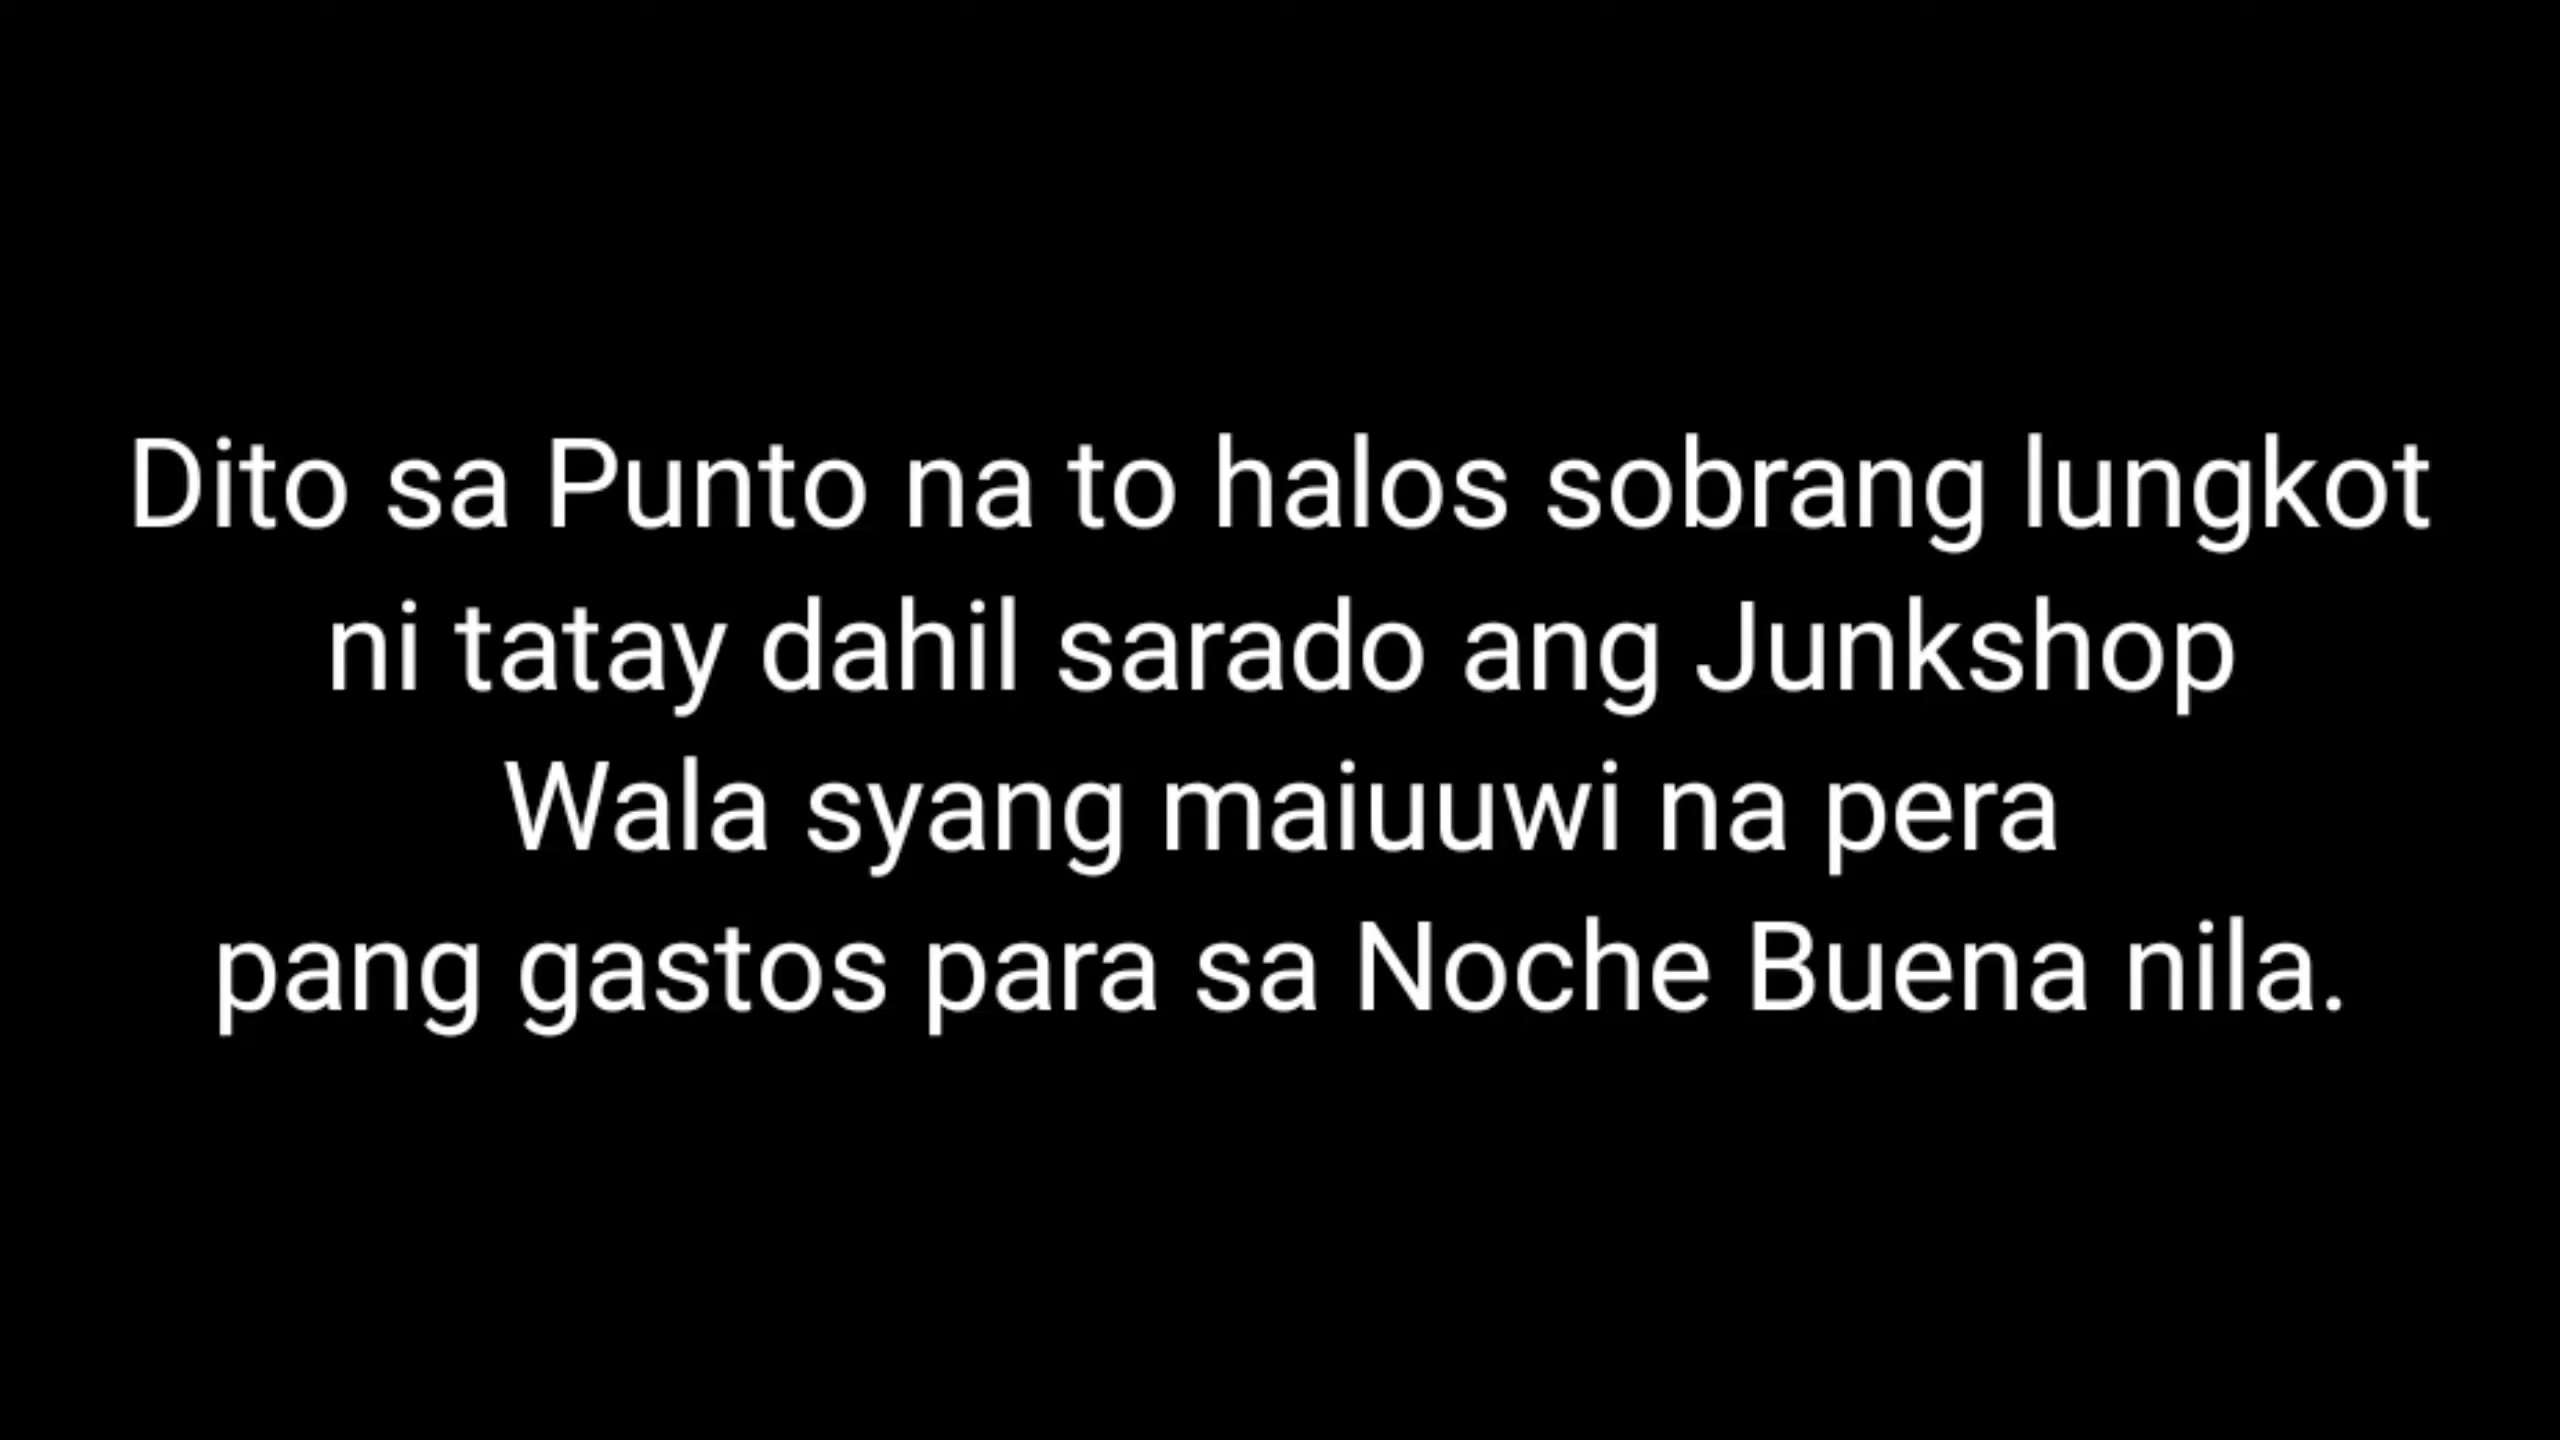 Dito sa Punto na to halos sobrang lungkot
ni tatay dahil sarado ang Junkshop
Wala syang maiuuwi na pera
pang gastos para sa Noche Buena nila.